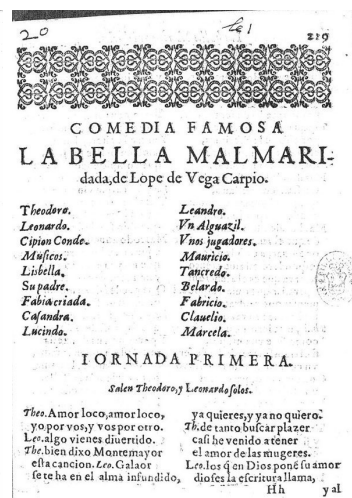 20
219
COMEDIA FAMOSA
LA BELLA MALMARI-
dada, de Lope de Vega Carpio.
Theodoro.
Leonardo.
Cipion Conde.
Muſicos.
Lisbella.
Su padre.
Fabia criada.
Caſandra.
Lucindo.
Leandro.
Vn Alguazil.
Vnos jugadores.
Mauricio.
Tancredo.
Belardo.
Fabricio.
Clauelio.
Marcela.
IORNADA PRIMERA.
Salen Theodoro, y Leonardo ſolos.
Theo. Amor loco, amor loco,
yo por vos, y vos por otro.
Leo. algo vienes diuertido.
The. bien dixo Montemayor
eſta cancion. Leo. Galaor
ſe te ha en el alma infundido,
ya quieres, y ya no quiero.
Th. de tanto buſcar plazer
caſi he venido a tener
el amor de las mugeres.
Leo. los q̃ en Dios ponẽ ſu amor
dioſes la eſcritura llama,
Hh
y al